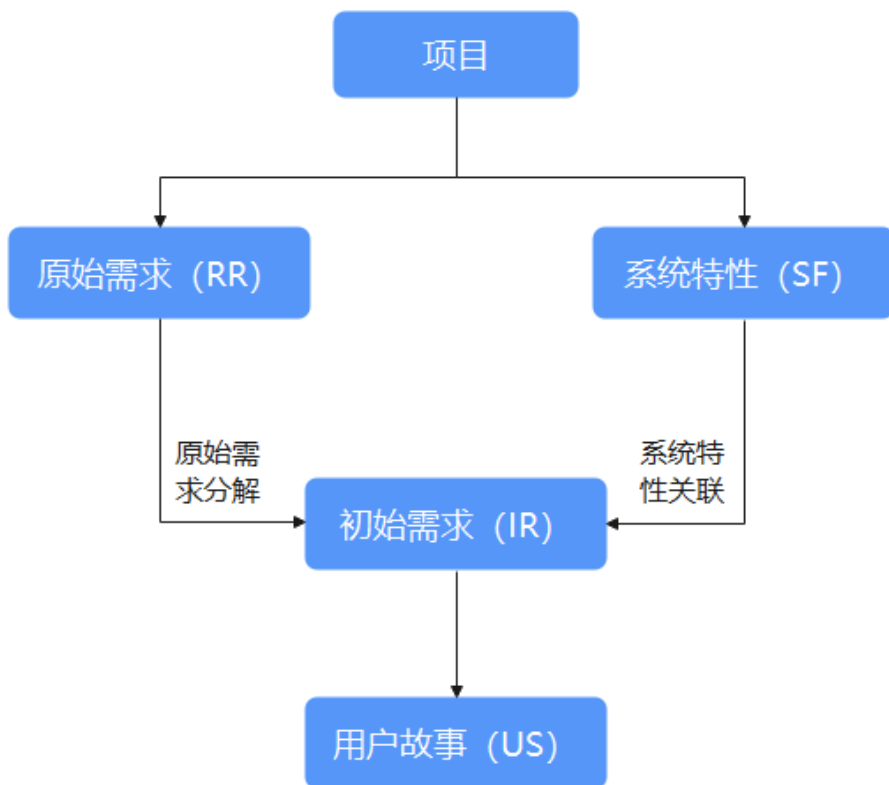 项目
原始需求（RR）
系统特性（SF）
原始需
求分解
系统特
性关联
初始需求（IR）
用户故事（US）